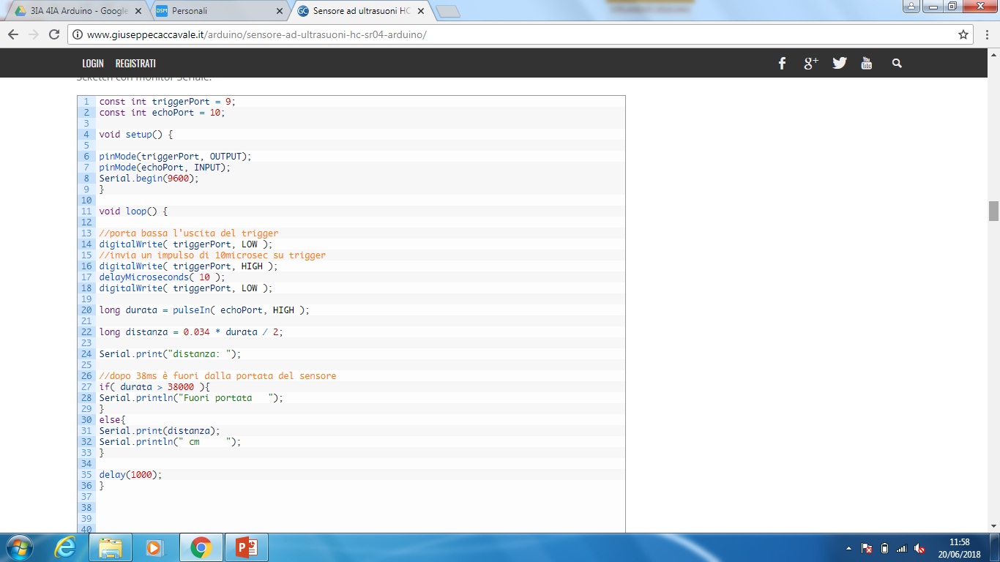 3IA 4IA Arduino - Google
DSM Personali
GC Sensore ad ultrasuoni HC
www.giuseppecaccavale.it/arduino/sensore-ad-ultrasuoni-hc-sr04-arduino/
LOGIN REGISTRATI
f g+ You Tube
Scketch con monitor Seriale.
1 const int triggerPort = 9;
2 const int echoPort = 10;
3
4 void setup() {
5
6 pinMode(triggerPort, OUTPUT);
7 pinMode(echoPort, INPUT);
8 Serial.begin(9600);
9 }
10
11 void loop() {
12
13 //porta bassa l'uscita del trigger
14 digitalWrite( triggerPort, LOW );
15 //invia un impulso di 10microsec su trigger
16 digitalWrite( triggerPort, HIGH );
17 delayMicroseconds( 10 );
18 digitalWrite( triggerPort, LOW );
19
20 long durata = pulseIn( echoPort, HIGH );
21
22 long distanza = 0.034 * durata / 2;
23
24 Serial.print("distanza: ");
25
26 //dopo 38ms è fuori dalla portata del sensore
27 if( durata > 38000 ){
28 Serial.println("Fuori portata   ");
29 }
30 else{
31 Serial.print(distanza);
32 Serial.println(" cm     ");
33 }
34
35 delay(1000);
36 }
37
38
39
40
11:58
20/06/2018